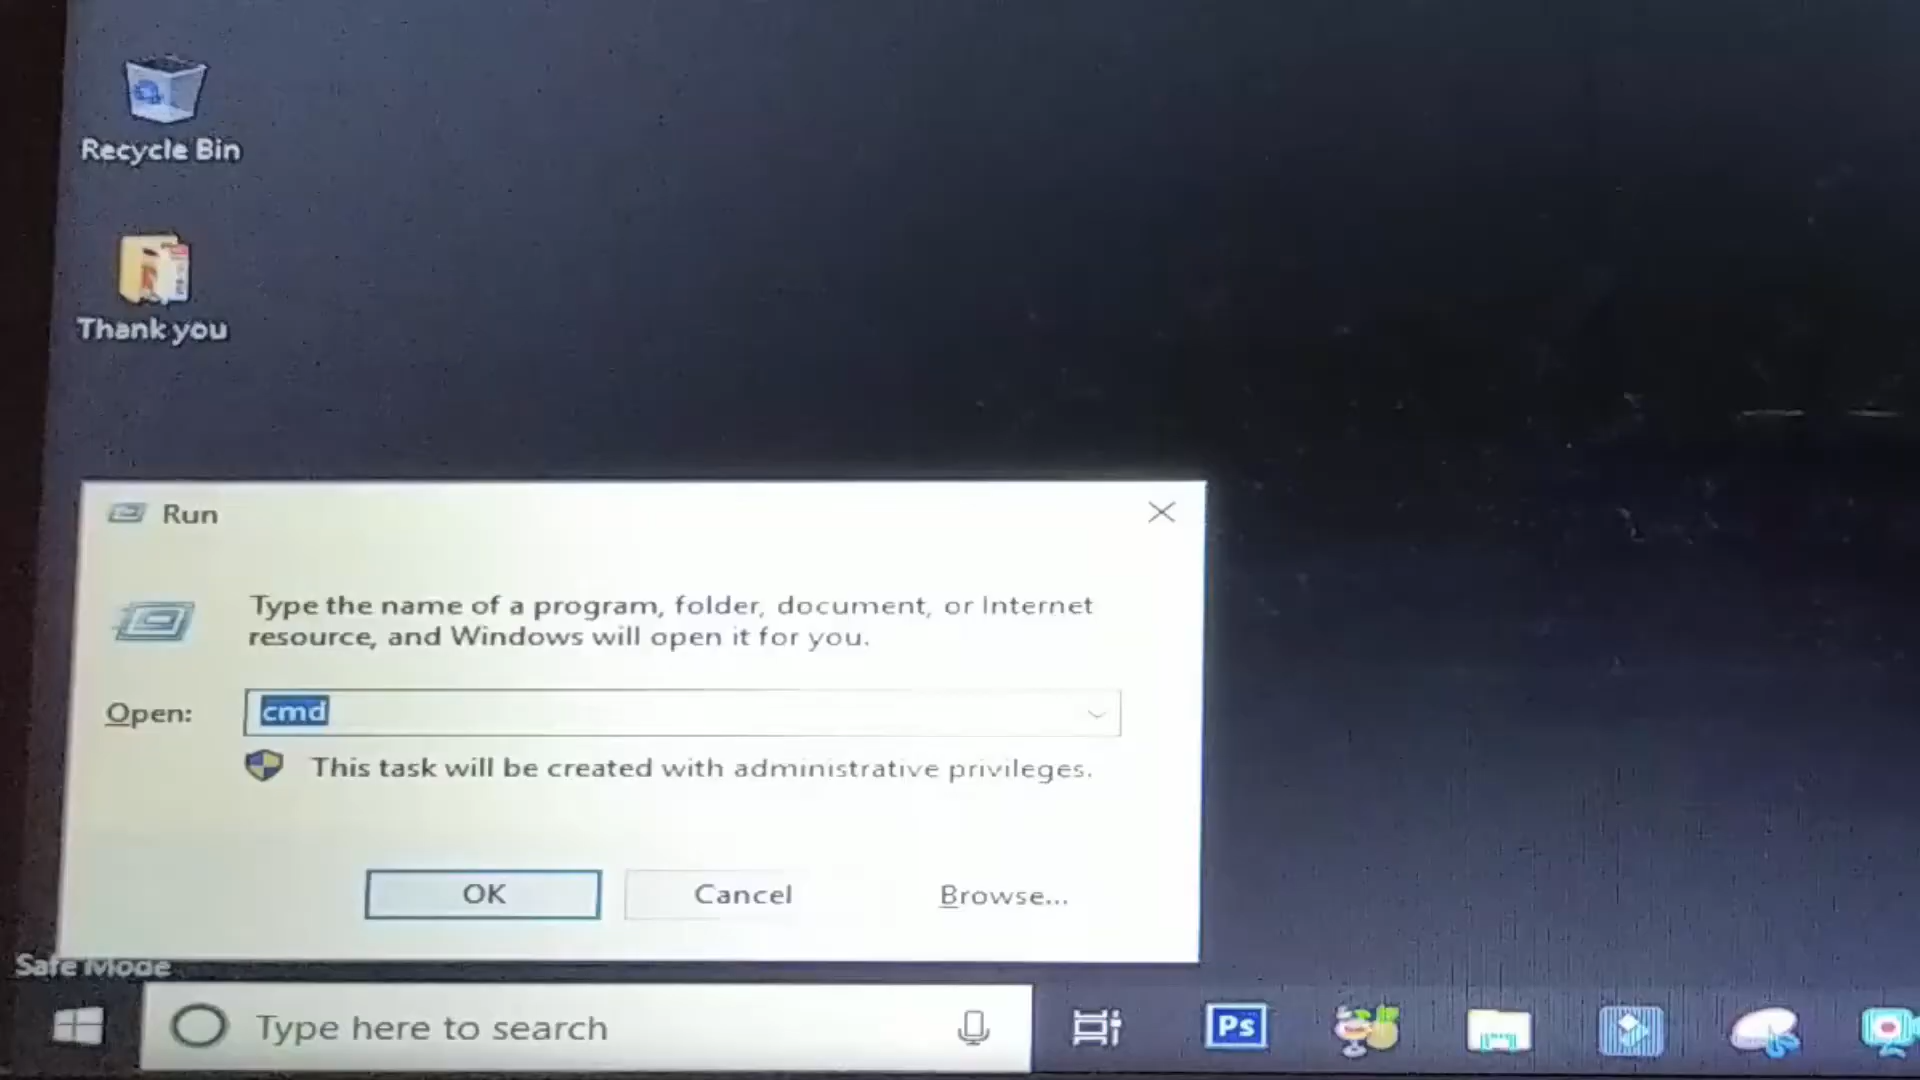 Recycle Bin
Thank you
Run
Type the name of a program, folder, document, or Internet
resource, and Windows will open it for you.
Open: cmd
This task will be created with administrative privileges.
OK Cancel Browse...
Safe Mode
Type here to search
Ps